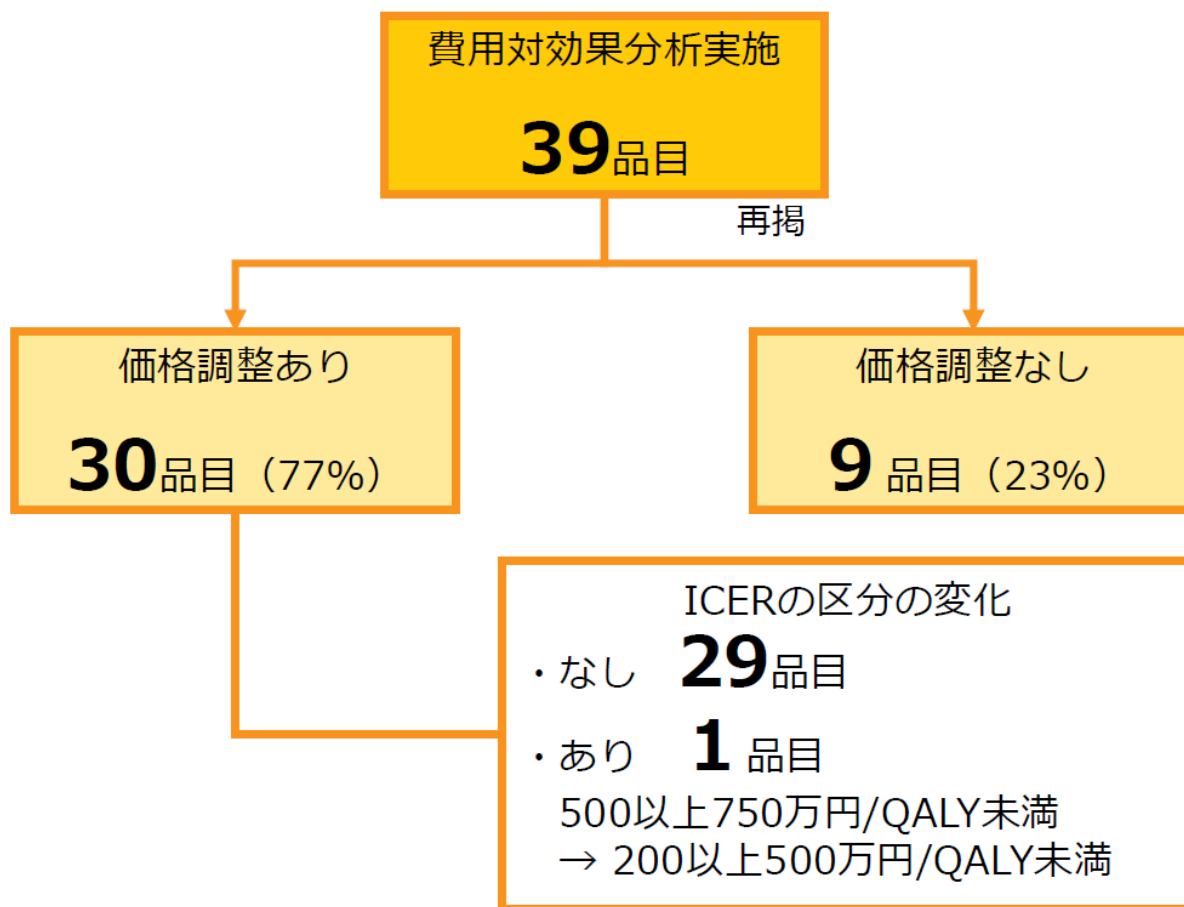 費用対効果分析実施
39品目
再掲
価格調整あり
30品目（77%）
価格調整なし
9 品目（23%）
ICERの区分の変化
・なし 29品目
・あり 1 品目
500以上750万円/QALY未満
→ 200以上500万円/QALY未満